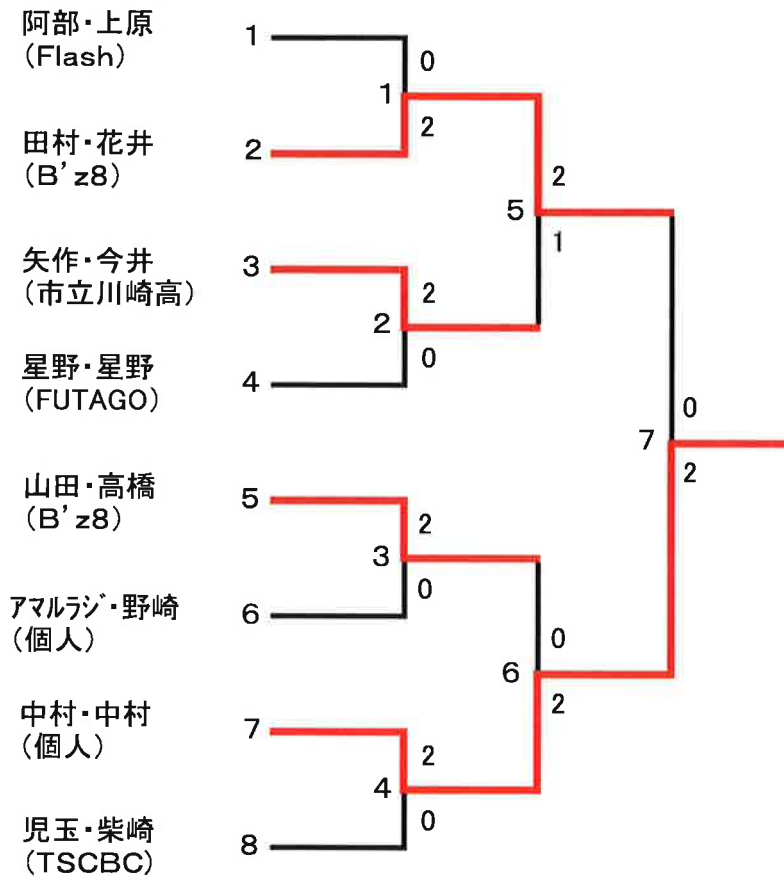 阿部・上原
(Flash)
1
0
1
2
田村・花井
(B'z8)
2
2
5
1
矢作・今井
(市立川崎高)
3
2
2
0
星野・星野
(FUTAGO)
4
0
7
2
山田・高橋
(B'z8)
5
2
3
0
ｱﾏﾙﾗｼﾞ・野崎
(個人)
6
0
6
2
中村・中村
(個人)
7
2
4
0
児玉・柴崎
(TSCBC)
8